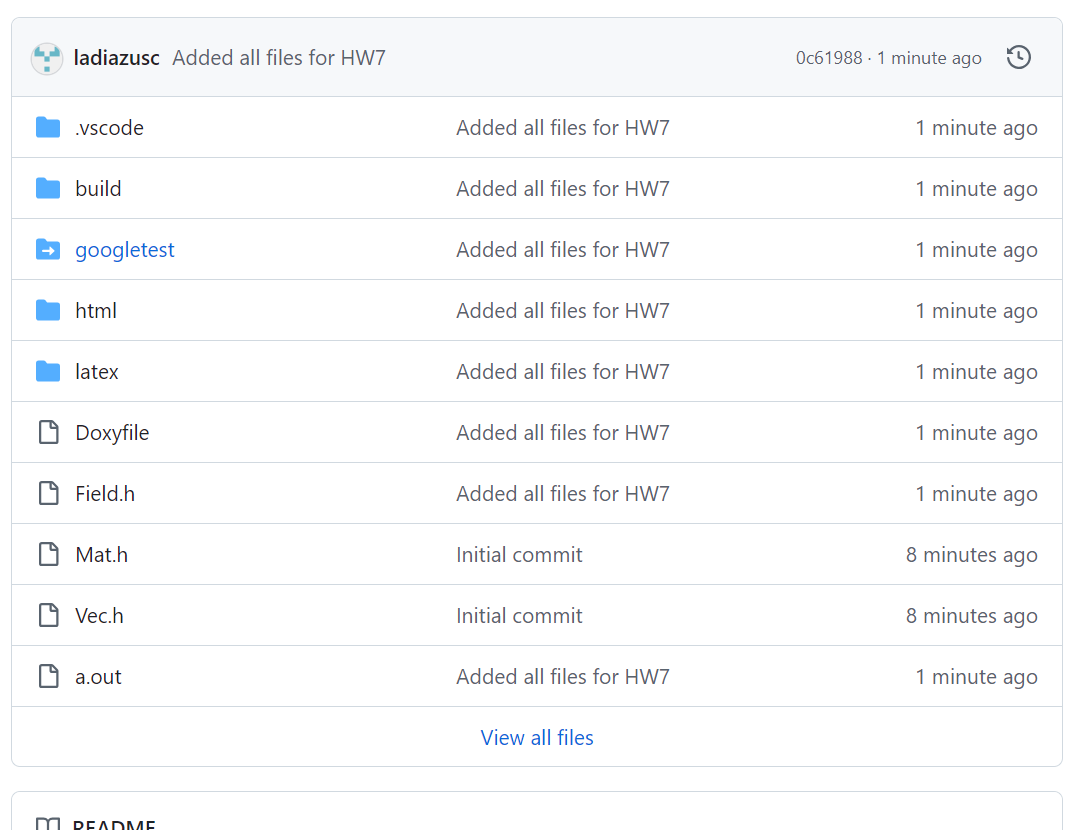 ladiazusc Added all files for HW7 0c61988 · 1 minute ago
.vscode Added all files for HW7 1 minute ago
build Added all files for HW7 1 minute ago
googletest Added all files for HW7 1 minute ago
html Added all files for HW7 1 minute ago
latex Added all files for HW7 1 minute ago
Doxyfile Added all files for HW7 1 minute ago
Field.h Added all files for HW7 1 minute ago
Mat.h Initial commit 8 minutes ago
Vec.h Initial commit 8 minutes ago
a.out Added all files for HW7 1 minute ago
View all files
README